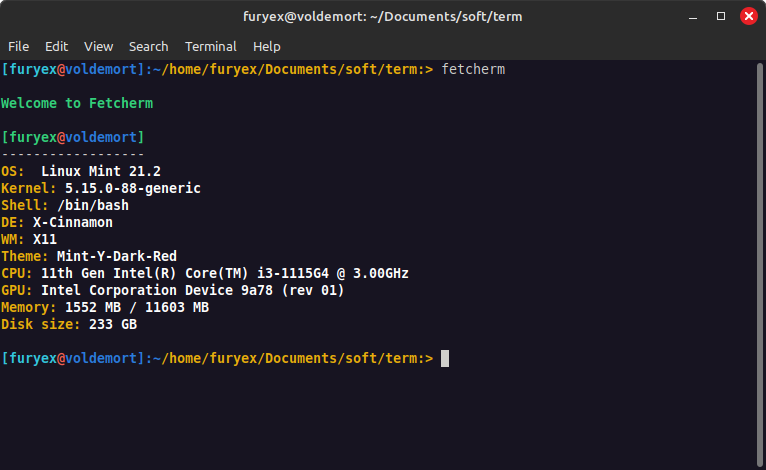 furyex@voldemort: ~/Documents/soft/term
File Edit View Search Terminal Help
[furyex@voldemort]:~/home/furyex/Documents/soft/term:> fetcherm
Welcome to Fetcherm
[furyex@voldemort]
------------------
OS:  Linux Mint 21.2
Kernel: 5.15.0-88-generic
Shell: /bin/bash
DE: X-Cinnamon
WM: X11
Theme: Mint-Y-Dark-Red
CPU: 11th Gen Intel(R) Core(TM) i3-1115G4 @ 3.00GHz
GPU: Intel Corporation Device 9a78 (rev 01)
Memory: 1552 MB / 11603 MB
Disk size: 233 GB
[furyex@voldemort]:~/home/furyex/Documents/soft/term:>